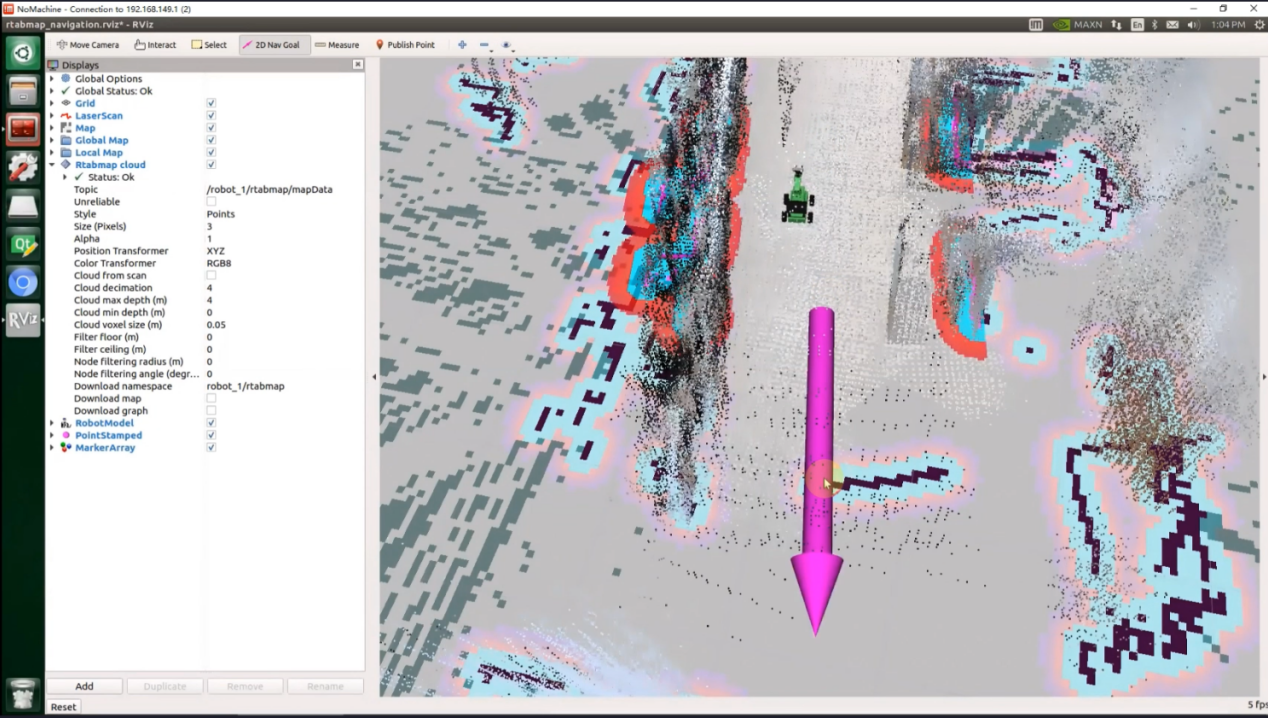 NoMachine - Connection to 192.168.149.1 (2)
rtabmap_navigation.rviz* - RViz
MAXN
En
1:04 PM
Move Camera
Interact
Select
2D Nav Goal
Measure
Publish Point
Displays
Global Options
Global Status: Ok
Grid
LaserScan
Map
Global Map
Local Map
Rtabmap cloud
Status: Ok
Topic /robot_1/rtabmap/mapData
Unreliable
Style Points
Size (Pixels) 3
Alpha 1
Position Transformer XYZ
Color Transformer RGB8
Cloud from scan
Cloud decimation 4
Cloud max depth (m) 4
Cloud min depth (m) 0
Cloud voxel size (m) 0.05
Filter floor (m) 0
Filter ceiling (m) 0
Node filtering radius (m) 0
Node filtering angle (degr... 0
Download namespace robot_1/rtabmap
Download map
Download graph
RobotModel
PointStamped
MarkerArray
Qt
RViz
Add
Duplicate
Remove
Rename
Reset
5 fps